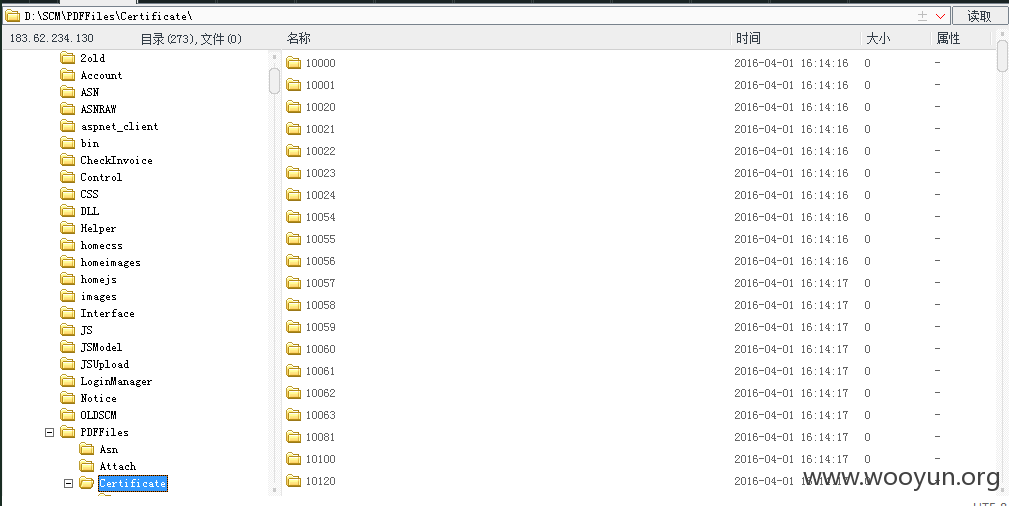 D:\SCM\PDFFiles\Certificate\ 读取
183.62.234.130 目录(273),文件(0) 名称 时间 大小 属性
2old
Account
ASN
ASNRAW
aspnet_client
bin
CheckInvoice
Control
CSS
DLL
Helper
homecss
homeimages
homejs
images
Interface
JS
JSModel
JSUpload
LoginManager
Notice
OLDSCM
PDFFiles
Asn
Attach
Certificate
10000 2016-04-01 16:14:16 0 -
10001 2016-04-01 16:14:16 0 -
10020 2016-04-01 16:14:16 0 -
10021 2016-04-01 16:14:16 0 -
10022 2016-04-01 16:14:16 0 -
10023 2016-04-01 16:14:16 0 -
10024 2016-04-01 16:14:16 0 -
10054 2016-04-01 16:14:16 0 -
10055 2016-04-01 16:14:16 0 -
10056 2016-04-01 16:14:16 0 -
10057 2016-04-01 16:14:17 0 -
10058 2016-04-01 16:14:17 0 -
10059 2016-04-01 16:14:17 0 -
10060 2016-04-01 16:14:17 0 -
10061 2016-04-01 16:14:17 0 -
10062 2016-04-01 16:14:17 0 -
10063 2016-04-01 16:14:17 0 -
10081 2016-04-01 16:14:17 0 -
10100 2016-04-01 16:14:17 0 -
10120 2016-04-01 16:14:17 0 -
www.wooyun.org